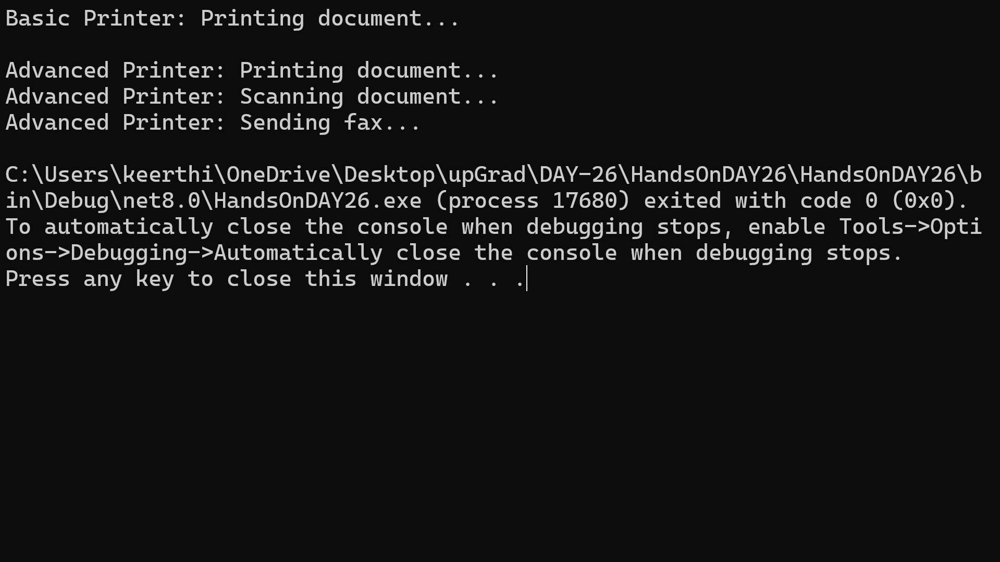 Basic Printer: Printing document...
Advanced Printer: Printing document...
Advanced Printer: Scanning document...
Advanced Printer: Sending fax...
C:\Users\keerthi\OneDrive\Desktop\upGrad\DAY-26\HandsOnDAY26\HandsOnDAY26\b
in\Debug\net8.0\HandsOnDAY26.exe (process 17680) exited with code 0 (0x0).
To automatically close the console when debugging stops, enable Tools->Opti
ons->Debugging->Automatically close the console when debugging stops.
Press any key to close this window . . .